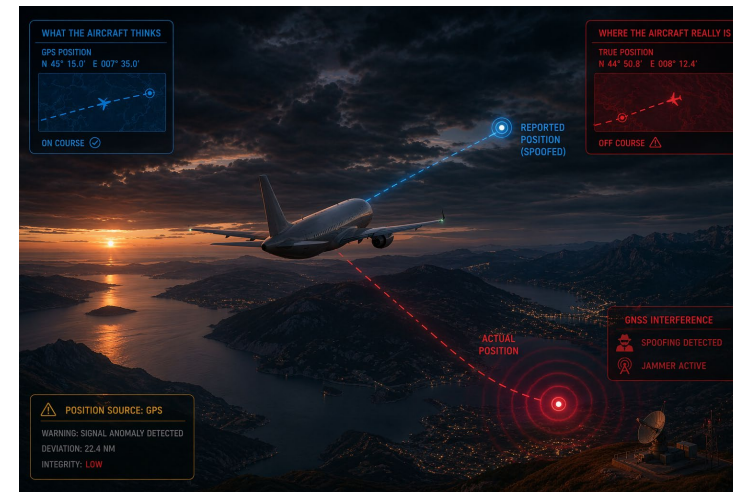 WHAT THE AIRCRAFT THINKS
GPS POSITION
N 45° 15.0' E 007° 35.0'
ON COURSE
WHERE THE AIRCRAFT REALLY IS
TRUE POSITION
N 44° 50.8' E 008° 12.4'
OFF COURSE
REPORTED
POSITION
(SPOOFED)
ACTUAL
POSITION
GNSS INTERFERENCE
SPOOFING DETECTED
JAMMER ACTIVE
POSITION SOURCE: GPS
WARNING: SIGNAL ANOMALY DETECTED
DEVIATION: 22.4 NM
INTEGRITY: LOW